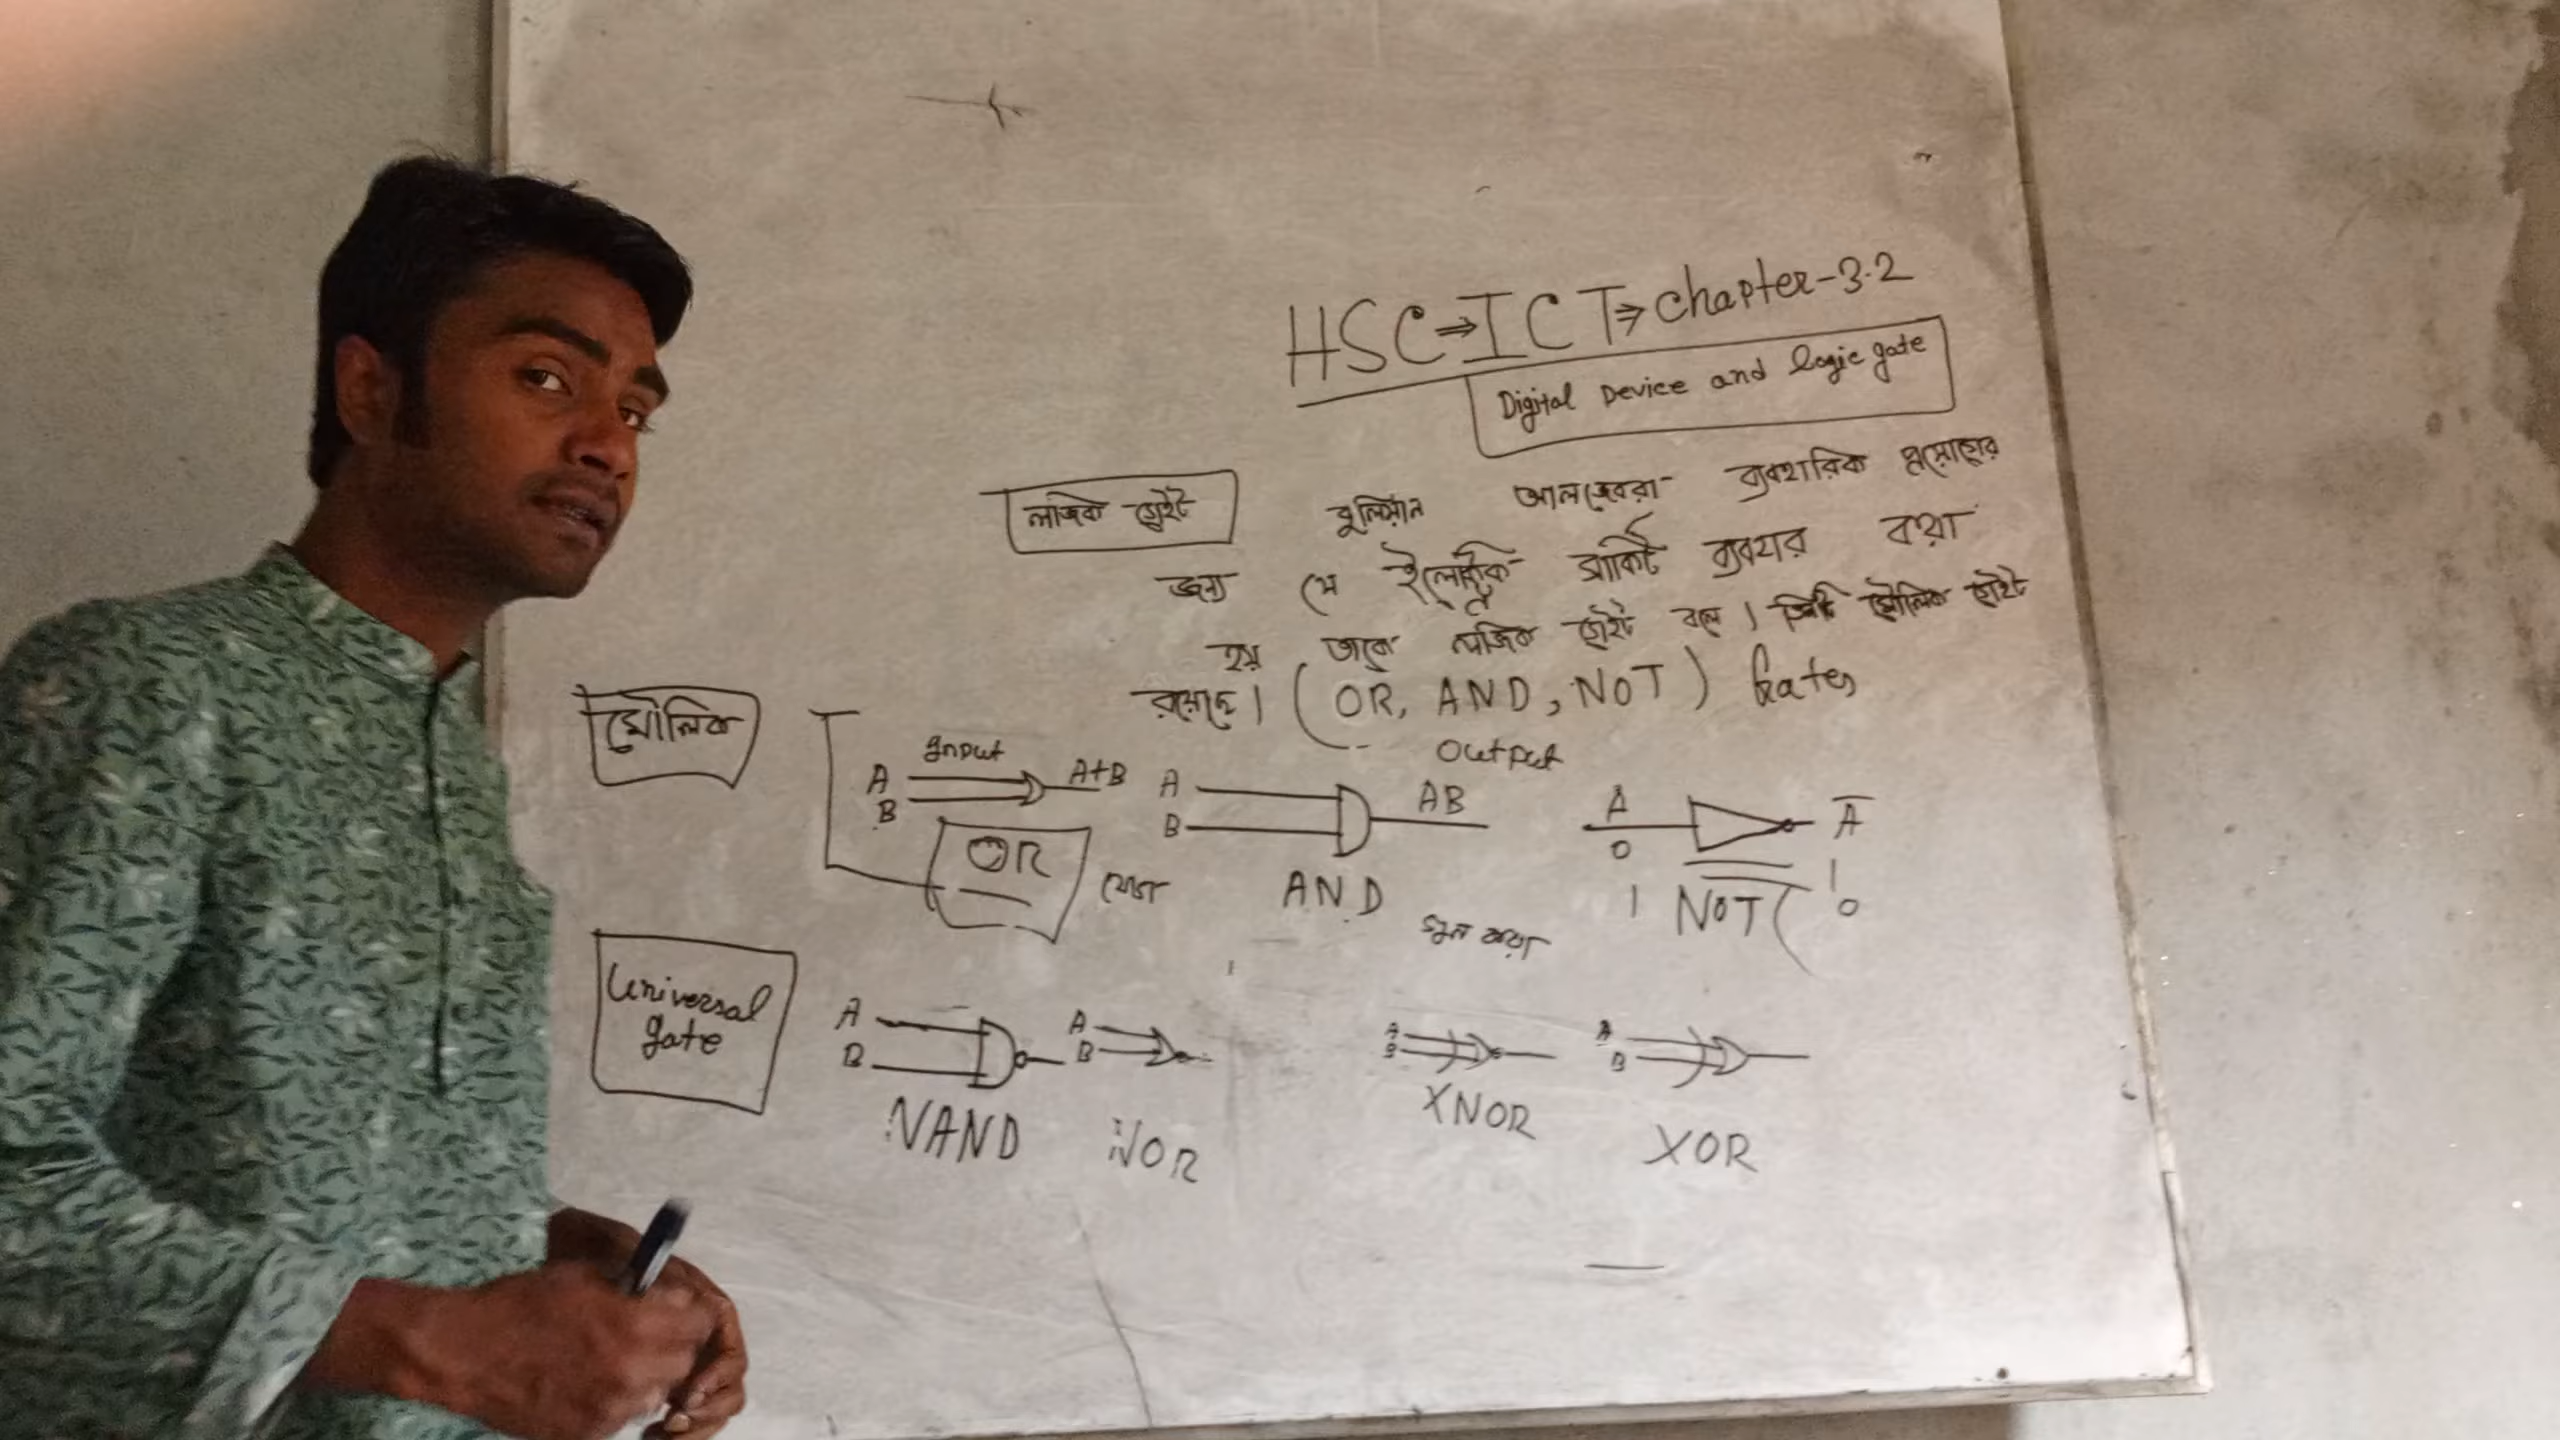 HSC⇒ICT⇒Chapter-3.2
Digital Device and logic gate
লজিক গেইট বুলিয়ান আলজেবরা ব্যবহারিক প্রয়োগের
জন্য যে ইলেক্ট্রিক সার্কিট ব্যবহার করা
হয় তাকে লজিক গেইট বলে। তিনটি মৌলিক গেইট
রয়েছে। (OR, AND, NOT) Gates
মৌলিক
Input Output
A A+B A AB A Ā
B B 0 1
OR যোগ AND 1 NOT( 0
গুন করা
Universal
gate
A A A A
B B B B
NAND NOR XNOR XOR